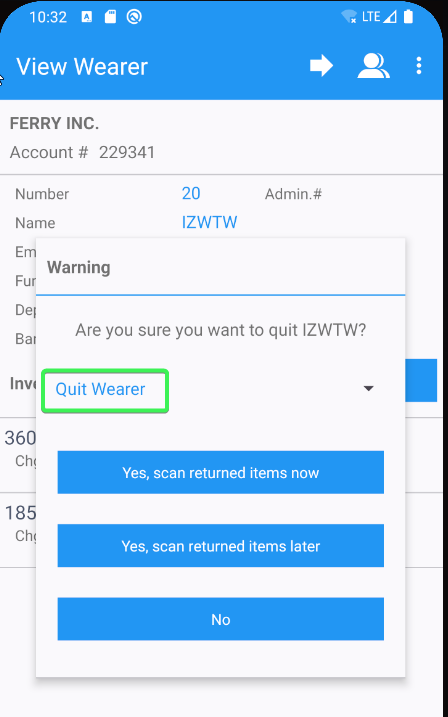 10:32 LTE
View Wearer
FERRY INC.
Account # 229341
Number 20 Admin.#
Name IZWTW
Em
Fur
Dep
Bar
Warning
Are you sure you want to quit IZWTW?
Inve
Quit Wearer
360
Chg
Yes, scan returned items now
185
Chg
Yes, scan returned items later
No